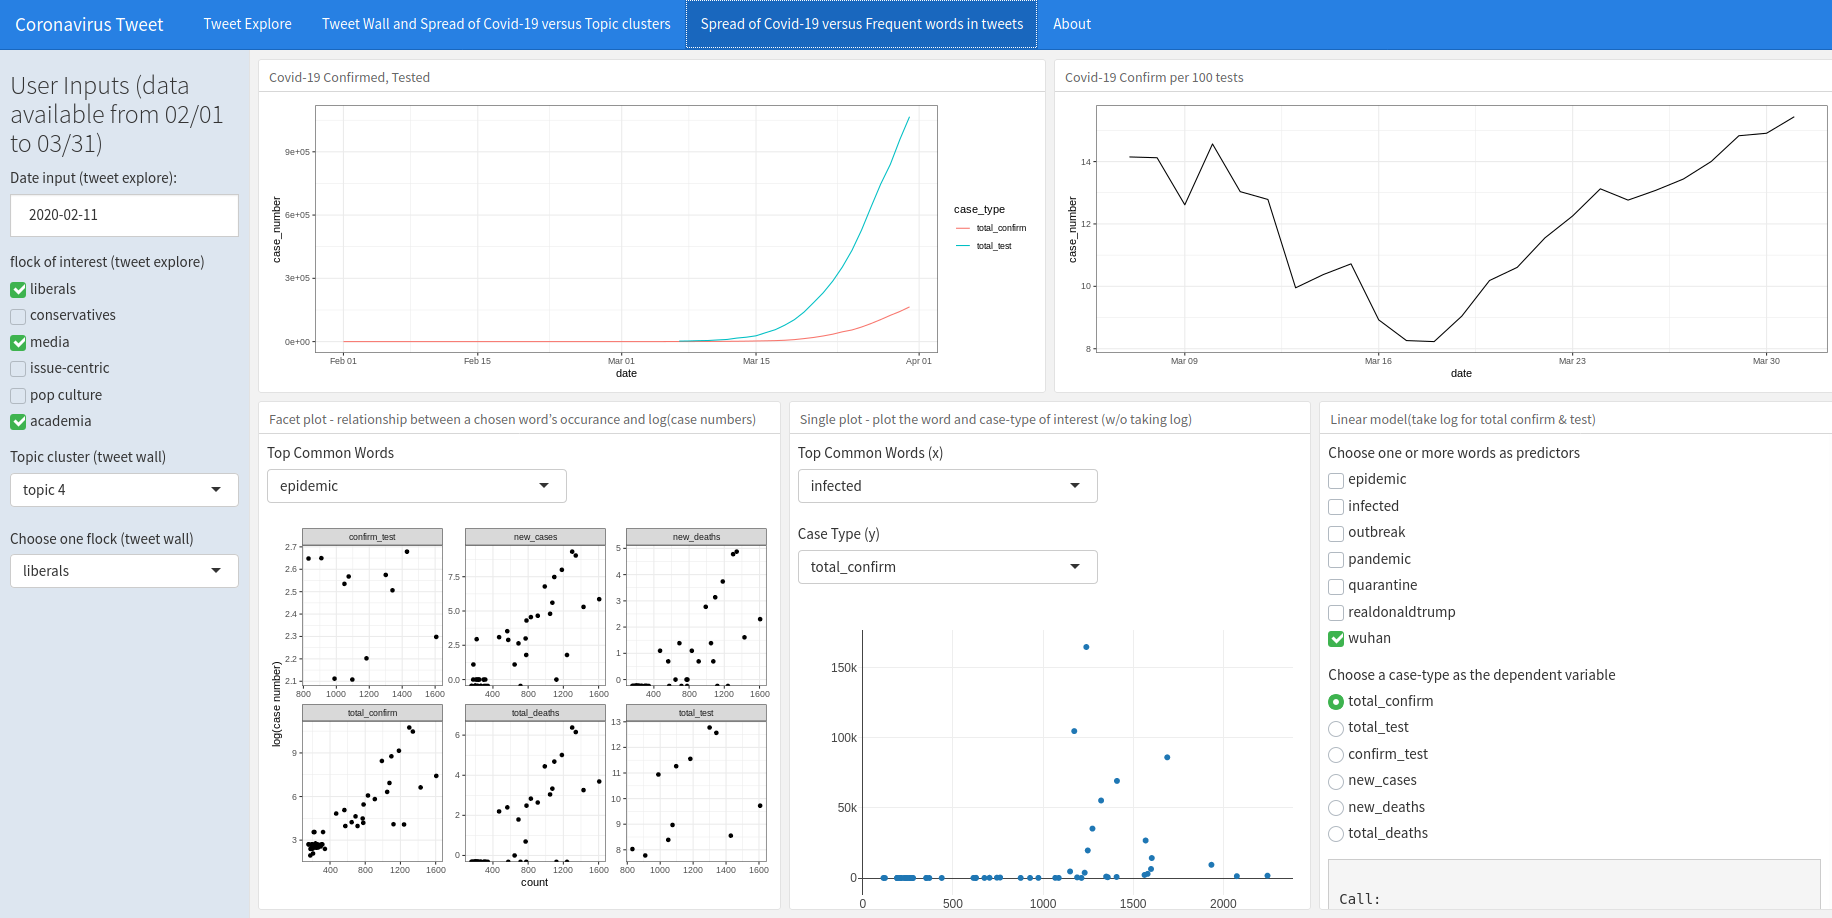 Coronavirus Tweet
Tweet Explore
Tweet Wall and Spread of Covid-19 versus Topic clusters
Spread of Covid-19 versus Frequent words in tweets
About
User Inputs (data
available from 02/01
to 03/31)
Date input (tweet explore):
2020-02-11
flock of interest (tweet explore)
liberals
conservatives
media
issue-centric
pop culture
academia
Topic cluster (tweet wall)
topic 4
Choose one flock (tweet wall)
liberals
Covid-19 Confirmed, Tested
case_number
9e+05
6e+05
3e+05
0e+00
Feb 01
Feb 15
Mar 01
Mar 15
Apr 01
date
case_type
total_confirm
total_test
Covid-19 Confirm per 100 tests
case_number
14
12
10
8
Mar 09
Mar 16
Mar 23
Mar 30
date
Facet plot - relationship between a chosen word's occurance and log(case numbers)
Top Common Words
epidemic
log(case number)
confirm_test
2.7
2.6
2.5
2.4
2.3
2.2
2.1
800 1000 1200 1400 1600
new_cases
7.5
5.0
2.5
0.0
400 800 1200 1600
new_deaths
5
4
3
2
1
0
400 800 1200 1600
total_confirm
9
6
3
400 800 1200 1600
total_deaths
6
4
2
0
400 800 1200 1600
total_test
13
12
11
10
9
8
800 1000 1200 1400 1600
count
Single plot - plot the word and case-type of interest (w/o taking log)
Top Common Words (x)
infected
Case Type (y)
total_confirm
150k
100k
50k
0
0 500 1000 1500 2000
Linear model(take log for total confirm & test)
Choose one or more words as predictors
epidemic
infected
outbreak
pandemic
quarantine
realdonaldtrump
wuhan
Choose a case-type as the dependent variable
total_confirm
total_test
confirm_test
new_cases
new_deaths
total_deaths
Call: